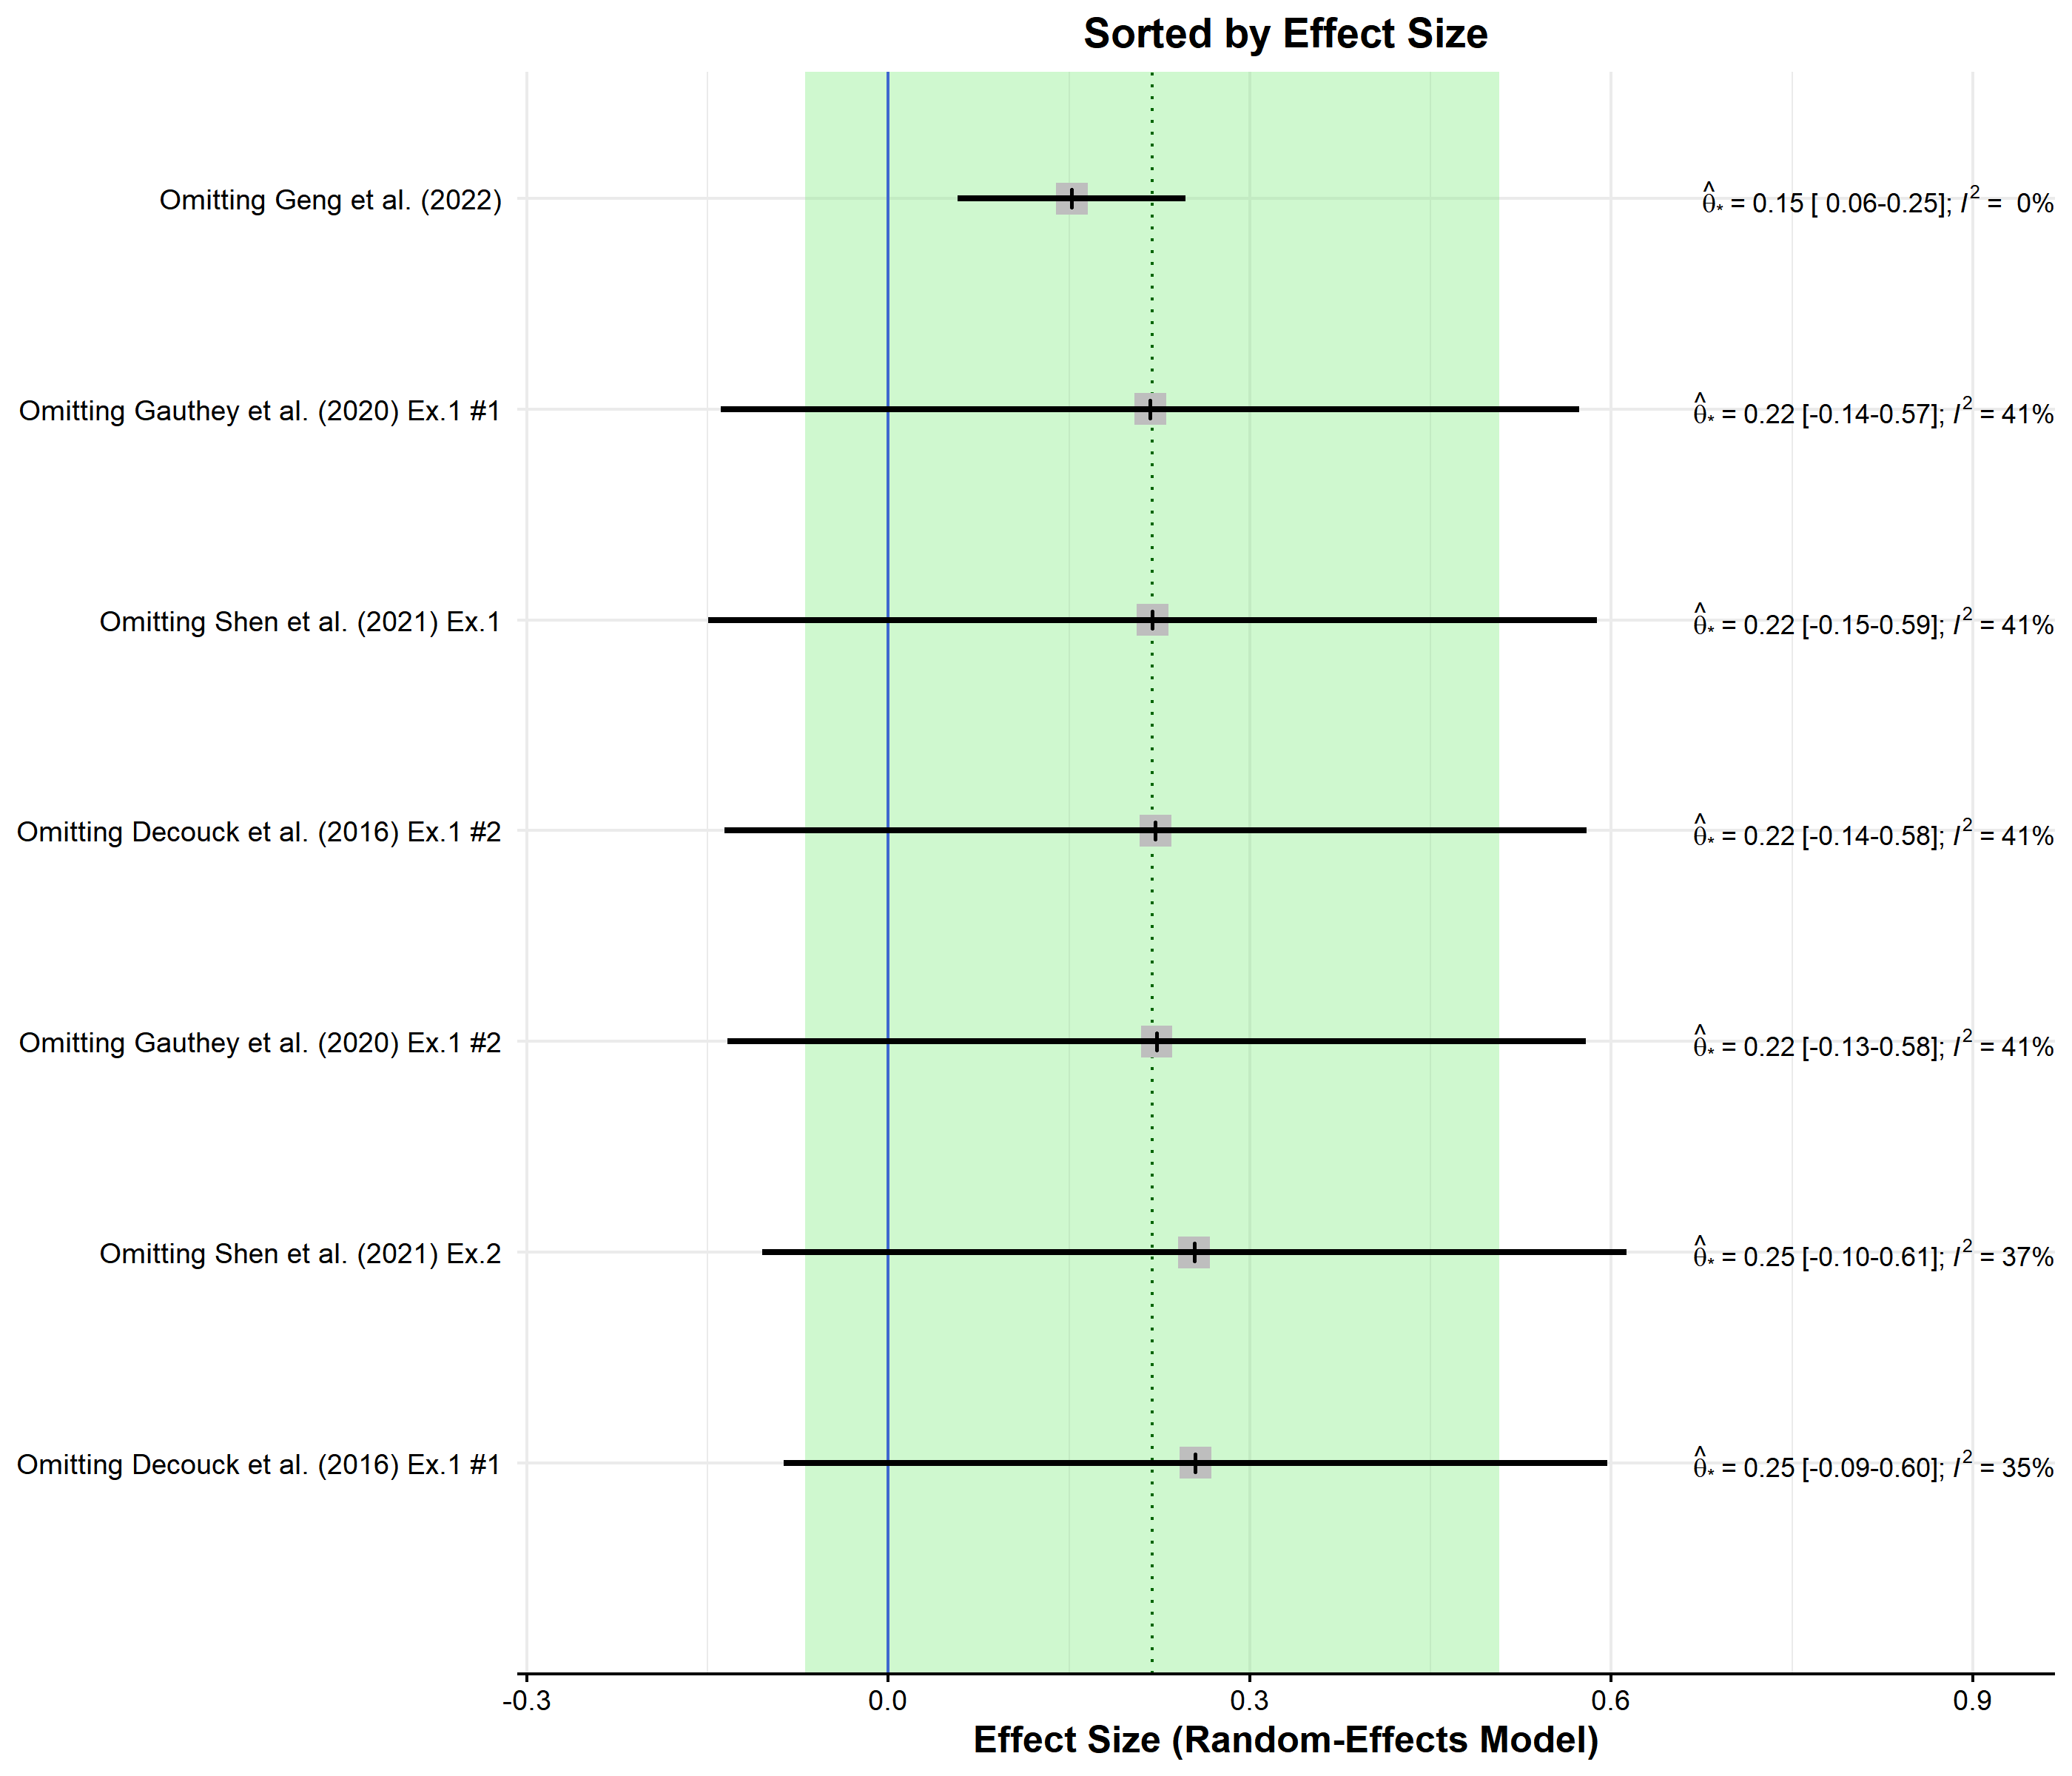 Sorted by Effect Size
Omitting Geng et al. (2022) θ̂* = 0.15 [ 0.06-0.25]; I² =  0%
Omitting Gauthey et al. (2020) Ex.1 #1 θ̂* = 0.22 [-0.14-0.57]; I² = 41%
Omitting Shen et al. (2021) Ex.1 θ̂* = 0.22 [-0.15-0.59]; I² = 41%
Omitting Decouck et al. (2016) Ex.1 #2 θ̂* = 0.22 [-0.14-0.58]; I² = 41%
Omitting Gauthey et al. (2020) Ex.1 #2 θ̂* = 0.22 [-0.13-0.58]; I² = 41%
Omitting Shen et al. (2021) Ex.2 θ̂* = 0.25 [-0.10-0.61]; I² = 37%
Omitting Decouck et al. (2016) Ex.1 #1 θ̂* = 0.25 [-0.09-0.60]; I² = 35%
-0.3 0.0 0.3 0.6 0.9
Effect Size (Random-Effects Model)